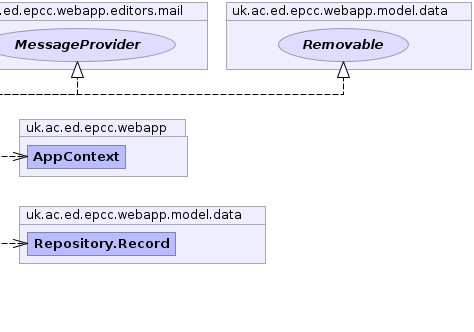 .ed.epcc.webapp.editors.mail
uk.ac.ed.epcc.webapp.model.data
MessageProvider
Removable
uk.ac.ed.epcc.webapp
AppContext
uk.ac.ed.epcc.webapp.model.data
Repository.Record